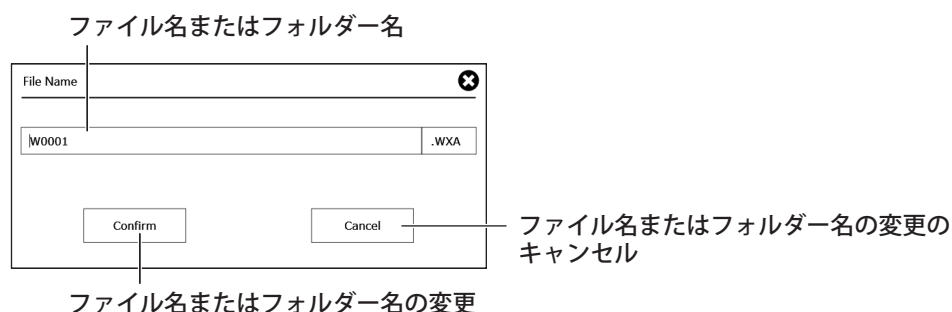 ファイル名またはフォルダー名
File Name
W0001
.WXA
Confirm
Cancel
ファイル名またはフォルダー名の変更の
キャンセル
ファイル名またはフォルダー名の変更